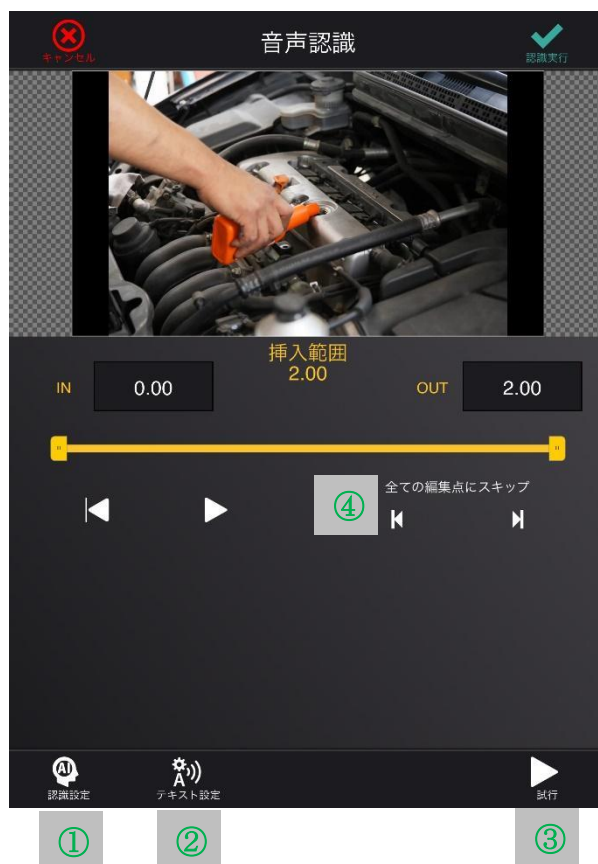 音声認識
キャンセル
認識実行
挿入範囲
2.00
IN
0.00
OUT
2.00
全ての編集点にスキップ
④
AI
認識設定
A
テキスト設定
試行
①
②
③